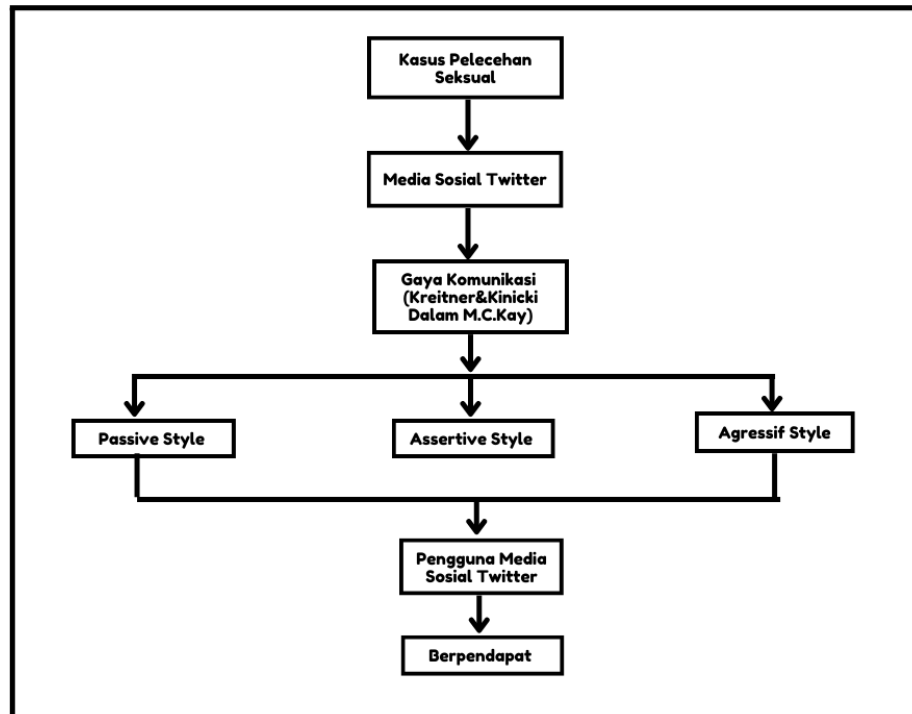 Kasus Pelecehan
Seksual
Media Sosial Twitter
Gaya Komunikasi
(Kreitner&Kinicki
Dalam M.C.Kay)
Passive Style
Assertive Style
Agressif Style
Pengguna Media
Sosial Twitter
Berpendapat